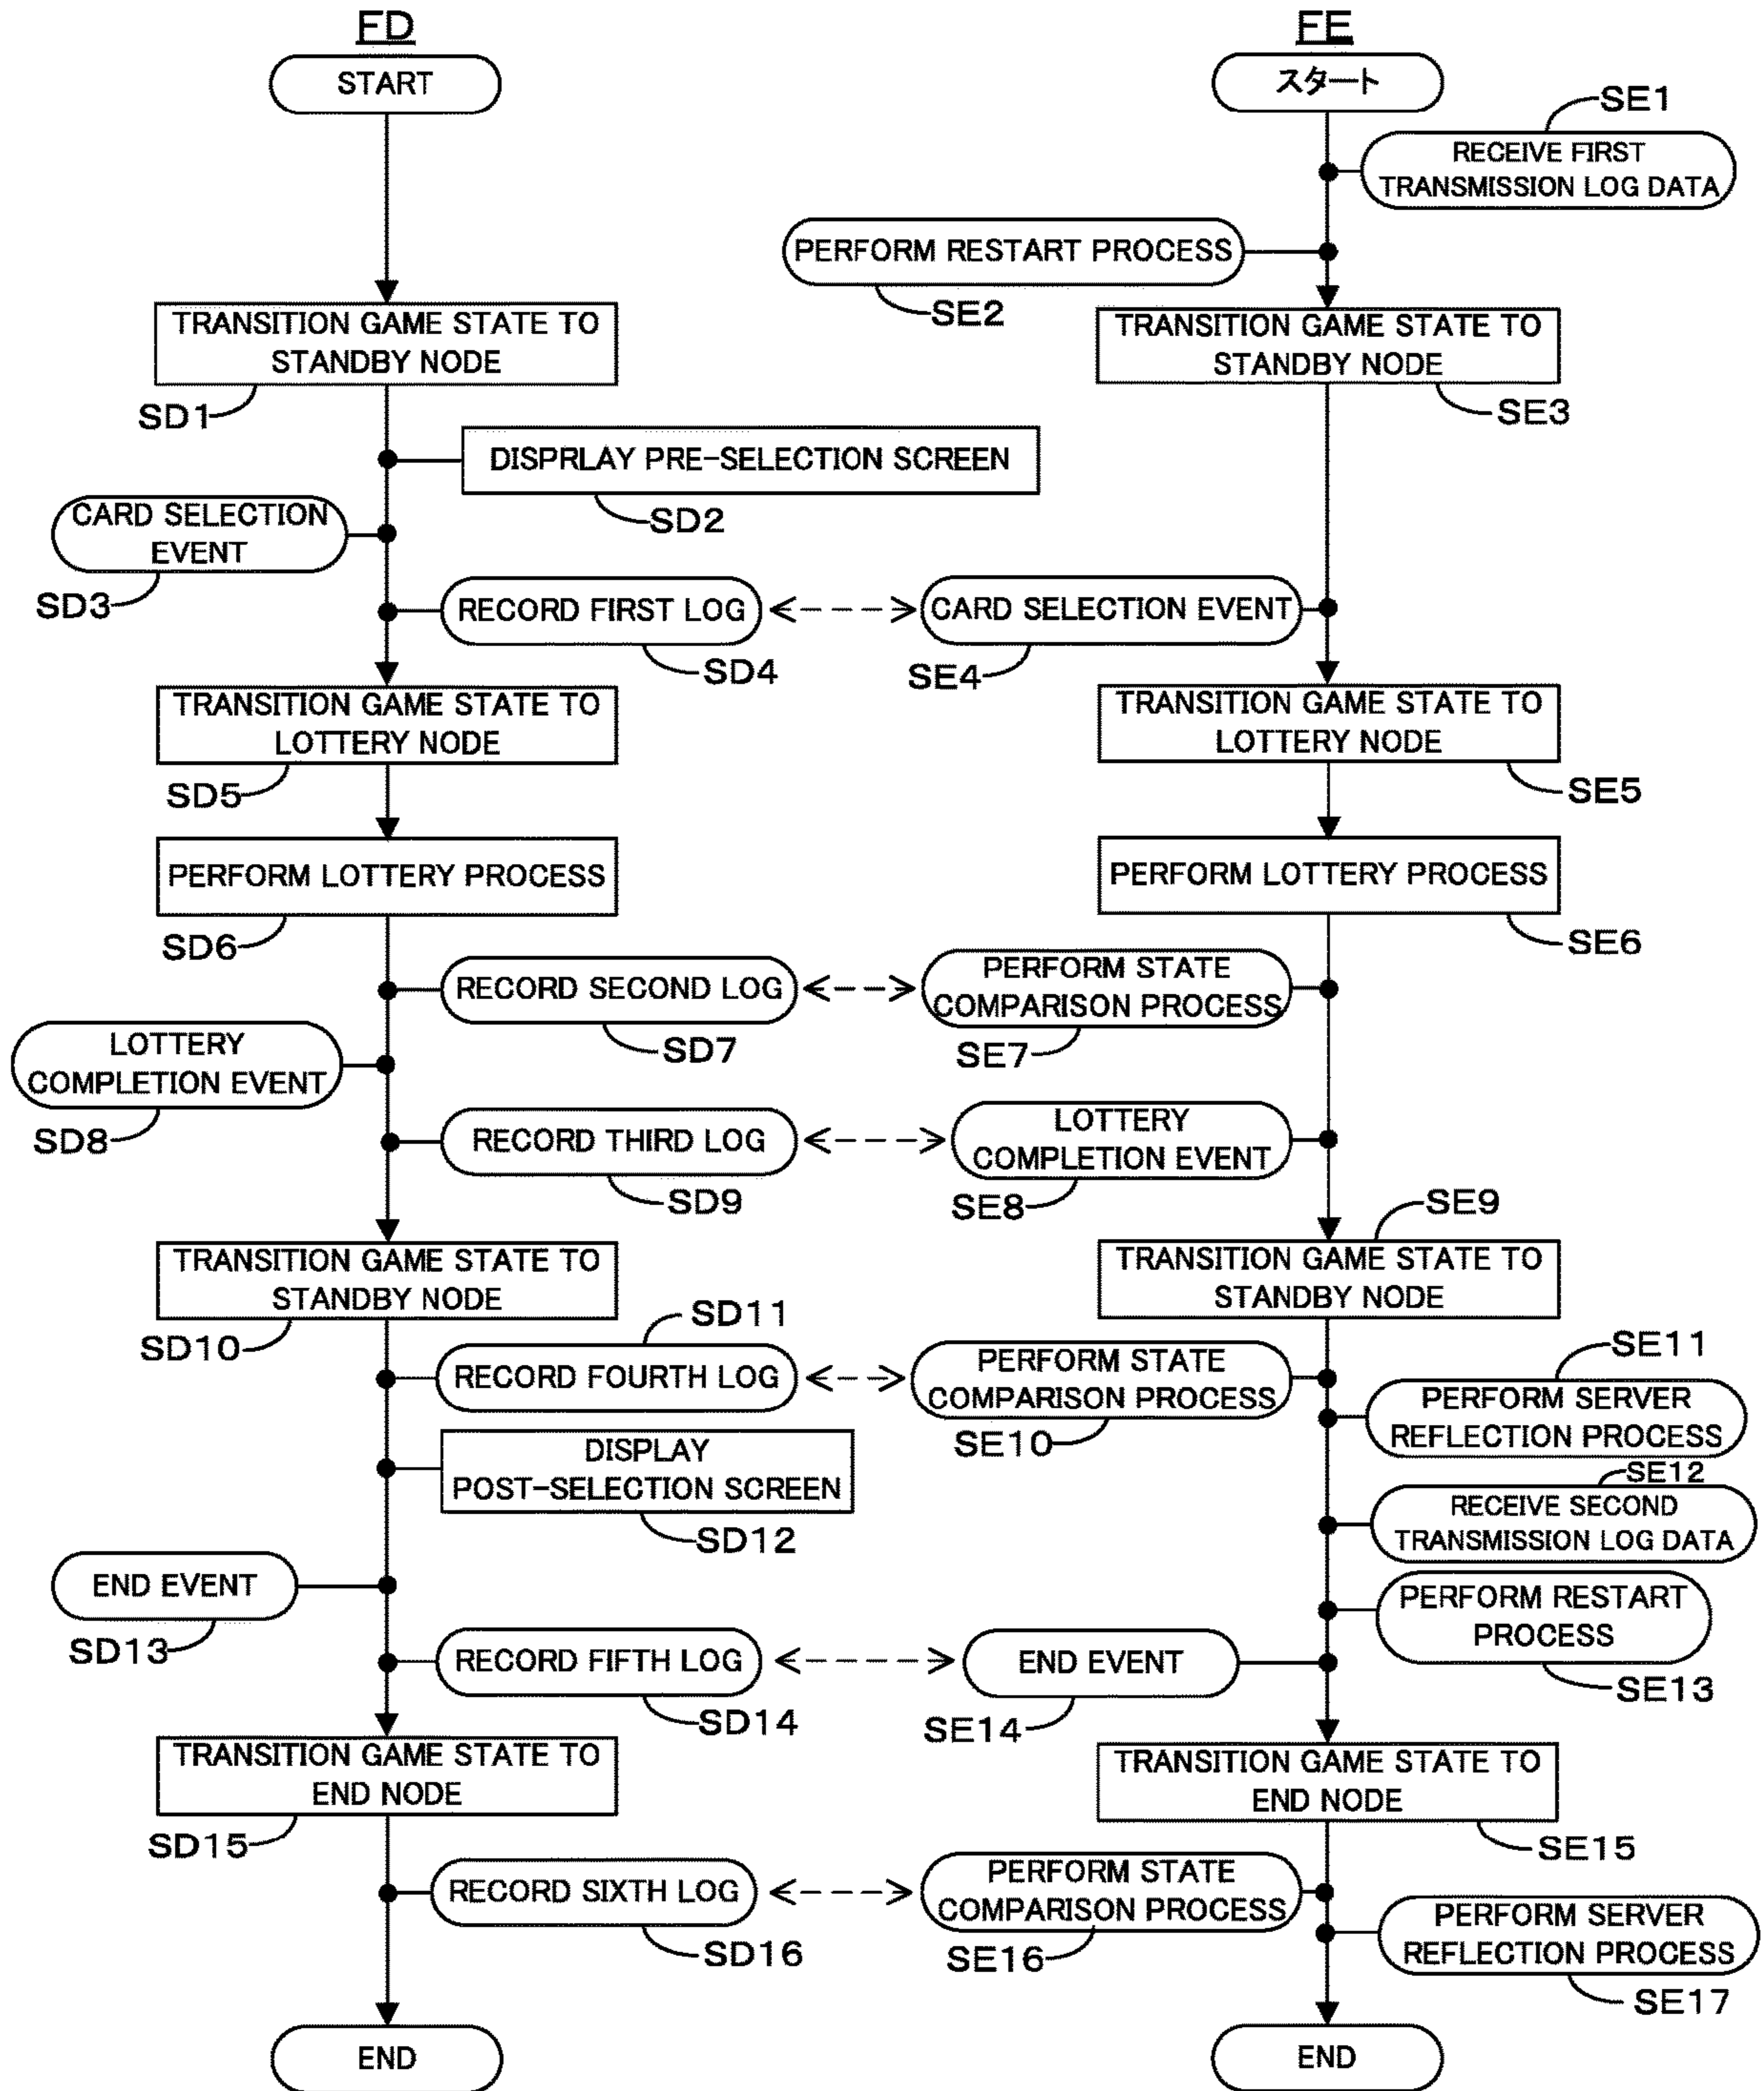 FD
START
TRANSITION GAME STATE TO
STANDBY NODE
SD1
DISPRLAY PRE-SELECTION SCREEN
SD2
CARD SELECTION
EVENT
SD3
RECORD FIRST LOG
SD4
TRANSITION GAME STATE TO
LOTTERY NODE
SD5
PERFORM LOTTERY PROCESS
SD6
RECORD SECOND LOG
SD7
LOTTERY
COMPLETION EVENT
SD8
RECORD THIRD LOG
SD9
TRANSITION GAME STATE TO
STANDBY NODE
SD10
SD11
RECORD FOURTH LOG
DISPLAY
POST-SELECTION SCREEN
SD12
END EVENT
SD13
RECORD FIFTH LOG
SD14
TRANSITION GAME STATE TO
END NODE
SD15
RECORD SIXTH LOG
SD16
END
FE
スタート
SE1
RECEIVE FIRST
TRANSMISSION LOG DATA
PERFORM RESTART PROCESS
SE2
TRANSITION GAME STATE TO
STANDBY NODE
SE3
CARD SELECTION EVENT
SE4
TRANSITION GAME STATE TO
LOTTERY NODE
SE5
PERFORM LOTTERY PROCESS
SE6
PERFORM STATE
COMPARISON PROCESS
SE7
LOTTERY
COMPLETION EVENT
SE8
SE9
TRANSITION GAME STATE TO
STANDBY NODE
PERFORM STATE
COMPARISON PROCESS
SE10
SE11
PERFORM SERVER
REFLECTION PROCESS
SE12
RECEIVE SECOND
TRANSMISSION LOG DATA
PERFORM RESTART
PROCESS
SE13
END EVENT
SE14
TRANSITION GAME STATE TO
END NODE
SE15
PERFORM STATE
COMPARISON PROCESS
SE16
PERFORM SERVER
REFLECTION PROCESS
SE17
END